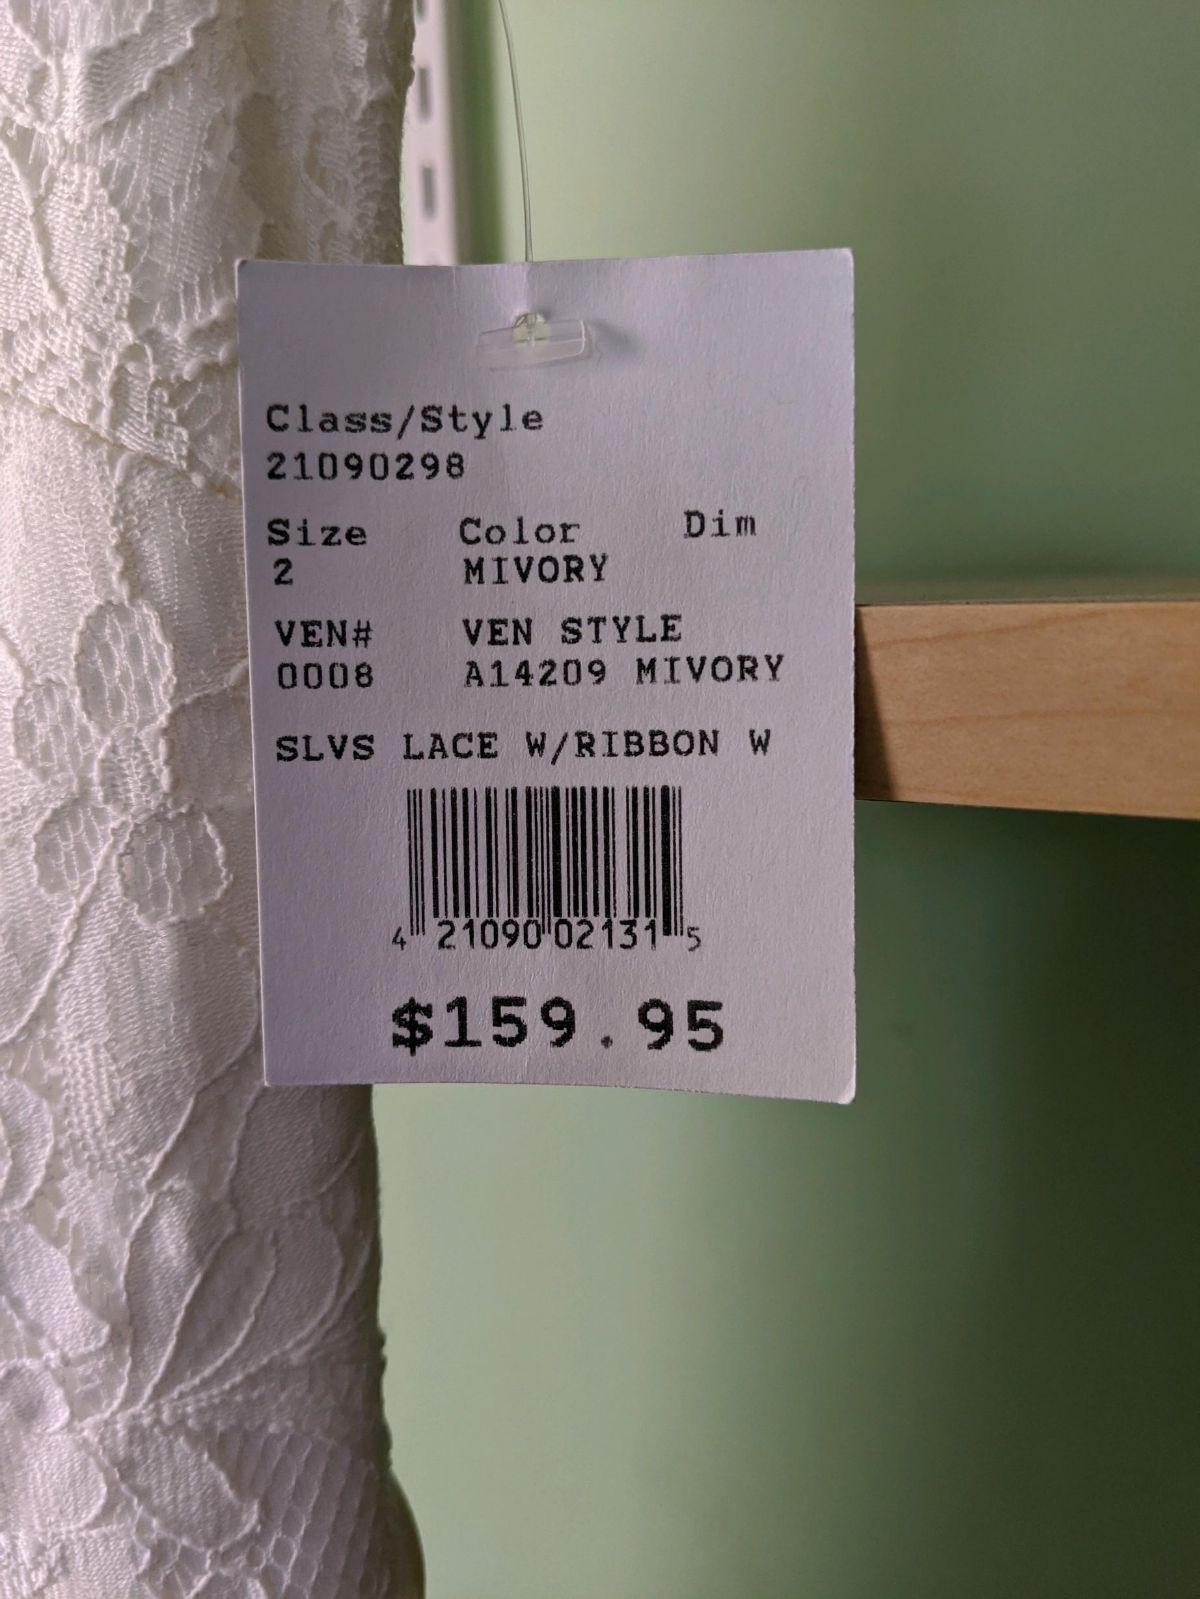 Class/Style
21090298
Size Color Dim
2 MIVORY
VEN# VEN STYLE
0008 A14209 MIVORY
SLVS LACE W/RIBBON W
4 21090 02131 5
$159.95